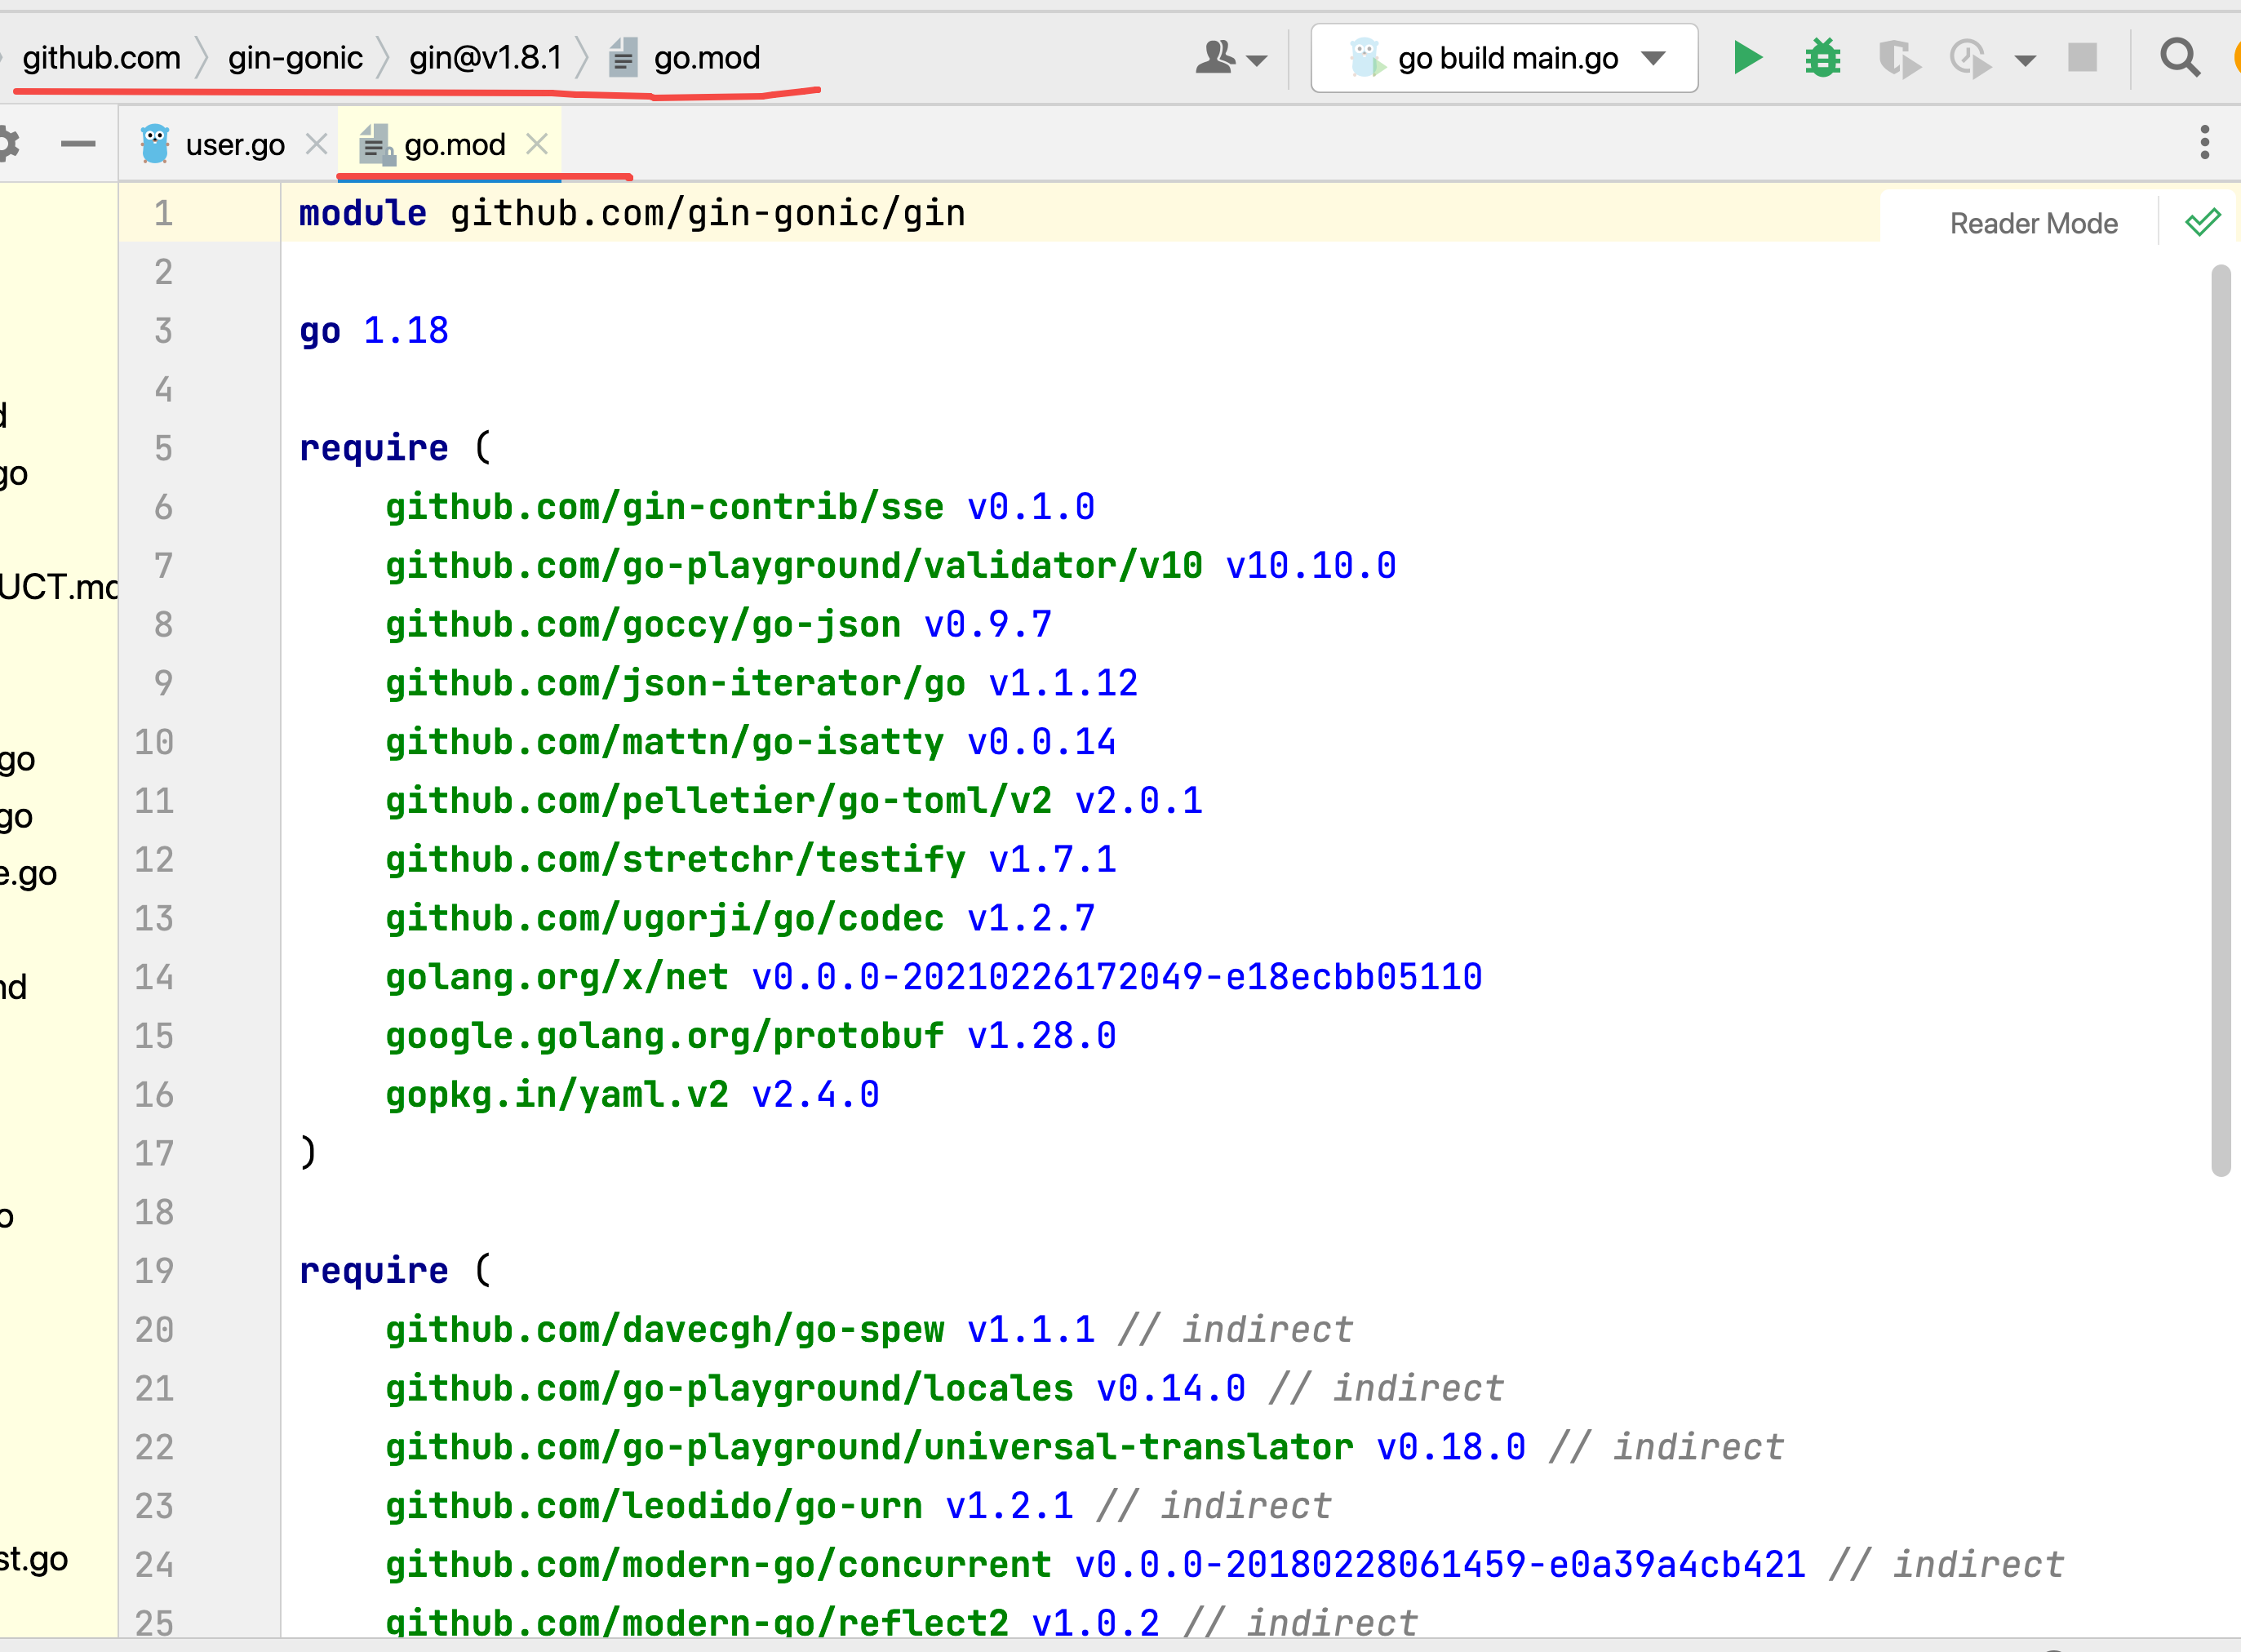 github.com gin-gonic gin@v1.8.1 go.mod go build main.go
user.go go.mod
1 module github.com/gin-gonic/gin Reader Mode
2
3 go 1.18
4
5 require (
go
6 github.com/gin-contrib/sse v0.1.0
7 github.com/go-playground/validator/v10 v10.10.0
UCT.md
8 github.com/goccy/go-json v0.9.7
9 github.com/json-iterator/go v1.1.12
10 github.com/mattn/go-isatty v0.0.14
go
11 github.com/pelletier/go-toml/v2 v2.0.1
go
12 github.com/stretchr/testify v1.7.1
e.go
13 github.com/ugorji/go/codec v1.2.7
14 golang.org/x/net v0.0.0-20210226172049-e18ecbb05110
15 google.golang.org/protobuf v1.28.0
16 gopkg.in/yaml.v2 v2.4.0
17 )
18
o
19 require (
20 github.com/davecgh/go-spew v1.1.1 // indirect
21 github.com/go-playground/locales v0.14.0 // indirect
22 github.com/go-playground/universal-translator v0.18.0 // indirect
23 github.com/leodido/go-urn v1.2.1 // indirect
st.go
24 github.com/modern-go/concurrent v0.0.0-20180228061459-e0a39a4cb421 // indirect
25 github.com/modern-go/reflect2 v1.0.2 // indirect